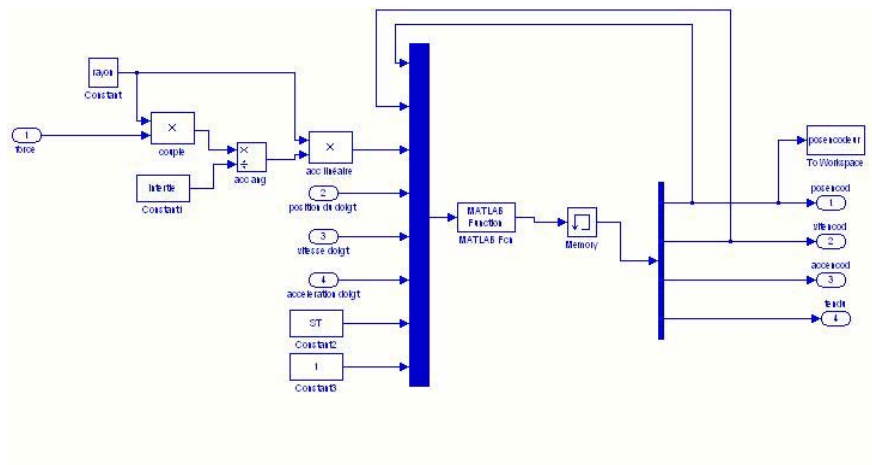 rayon
Constant
1
force
×
couple
Inertie
Constant1
×
÷
acc ang
×
acc linéaire
2
position du doigt
3
vitesse doigt
4
acceleration doigt
ST
Constant2
1
Constant3
MATLAB
Function
MATLAB Fcn
Memory
posencodeur
To Workspace
posencod
1
vitencod
2
accencod
3
tendu
4